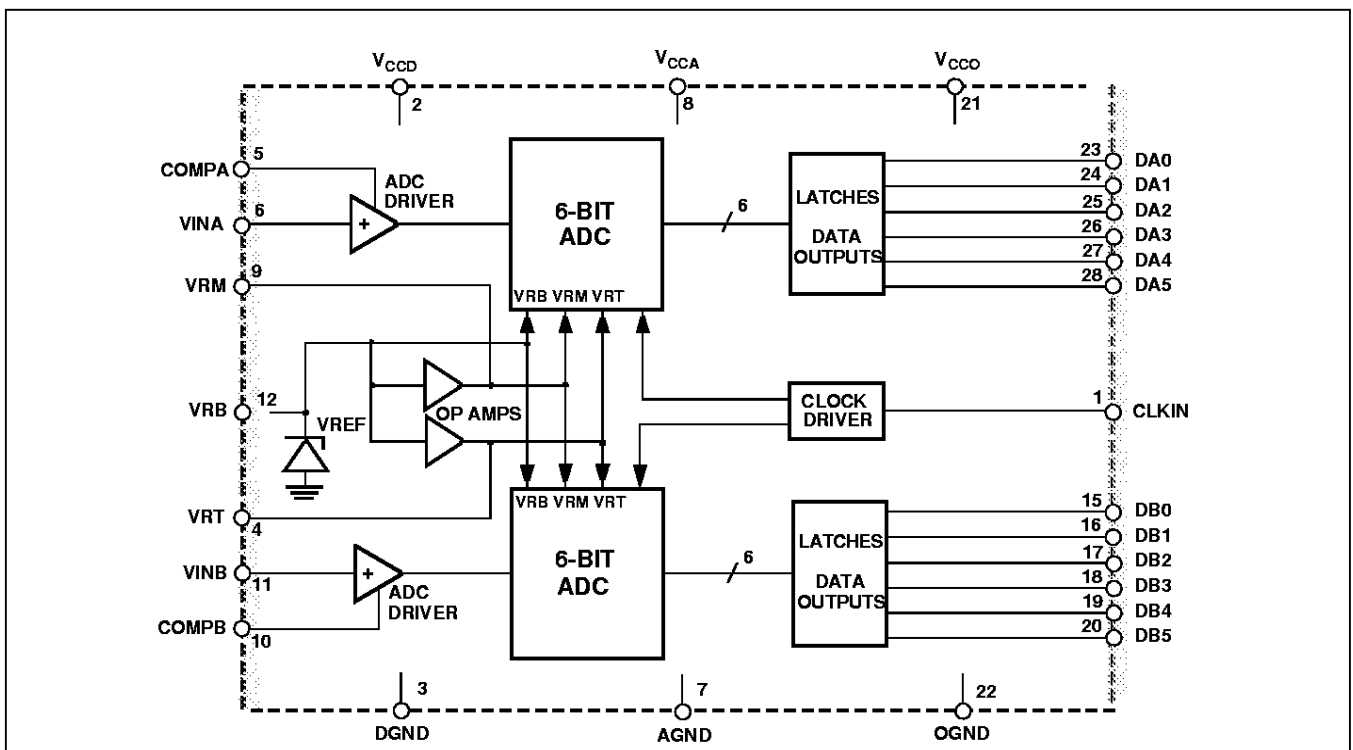 VCCD
VCCA
VCCO
2
8
21
COMPA
5
ADC
DRIVER
VINA
6
+
6-BIT
ADC
6
LATCHES
DATA
OUTPUTS
23
DA0
24
DA1
25
DA2
26
DA3
27
DA4
28
DA5
VRM
9
VRB VRM VRT
VRB
12
VREF
OP AMPS
CLOCK
DRIVER
1
CLKIN
VRT
4
VRB VRM VRT
VINB
11
+
ADC
DRIVER
COMPB
10
6-BIT
ADC
6
LATCHES
DATA
OUTPUTS
15
DB0
16
DB1
17
DB2
18
DB3
19
DB4
20
DB5
3
7
22
DGND
AGND
OGND